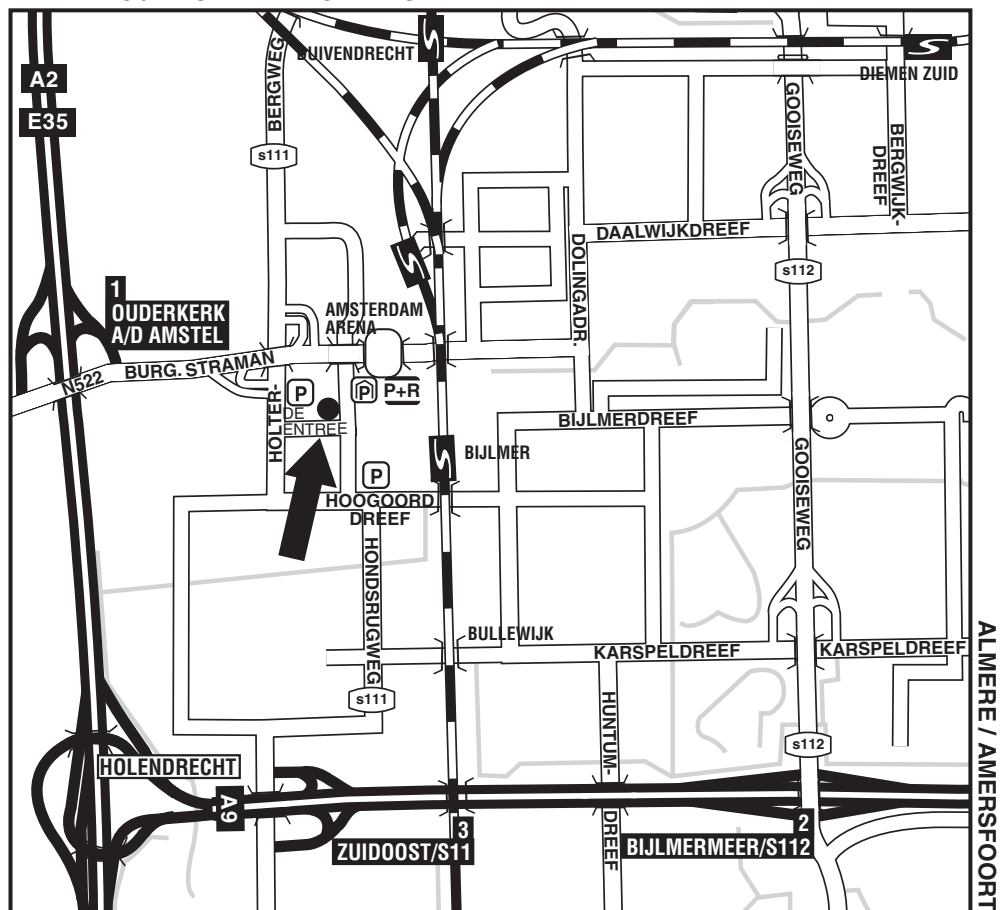 DUIVENDRECHT
A2
E35
BERGWEG
s111
DIEMEN ZUID
GOOISEWEG
BERGWIJK-
DREEF
DAALWIJKDREEF
DOLINGADR.
s112
1
OUDERKERK
A/D AMSTEL
AMSTERDAM
ARENA
N522
BURG. STRAMAN
P
P
P+R
HOLTER-
DE
ENTREE
BIJLMERDREEF
BIJLMER
GOOISEWEG
P
HOOGOORD
DREEF
HONDSRUGWEG
BULLEWIJK
KARSPELDREEF
KARSPELDREEF
s111
HUNTUM-
DREEF
s112
HOLENDRECHT
A9
3
ZUIDOOST/S11
2
BIJLMERMEER/S112
ALMERE / AMERSFOORT